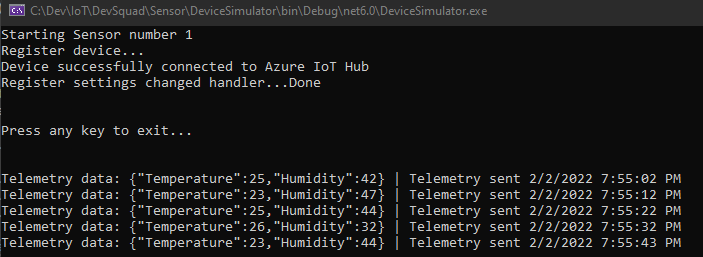 C:\Dev\IoT\DevSquad\Sensor\DeviceSimulator\bin\Debug\net6.0\DeviceSimulator.exe
Starting Sensor number 1
Register device...
Device successfully connected to Azure IoT Hub
Register settings changed handler...Done
Press any key to exit...
Telemetry data: {"Temperature":25,"Humidity":42} | Telemetry sent 2/2/2022 7:55:02 PM
Telemetry data: {"Temperature":23,"Humidity":47} | Telemetry sent 2/2/2022 7:55:12 PM
Telemetry data: {"Temperature":25,"Humidity":44} | Telemetry sent 2/2/2022 7:55:22 PM
Telemetry data: {"Temperature":26,"Humidity":32} | Telemetry sent 2/2/2022 7:55:32 PM
Telemetry data: {"Temperature":23,"Humidity":44} | Telemetry sent 2/2/2022 7:55:43 PM